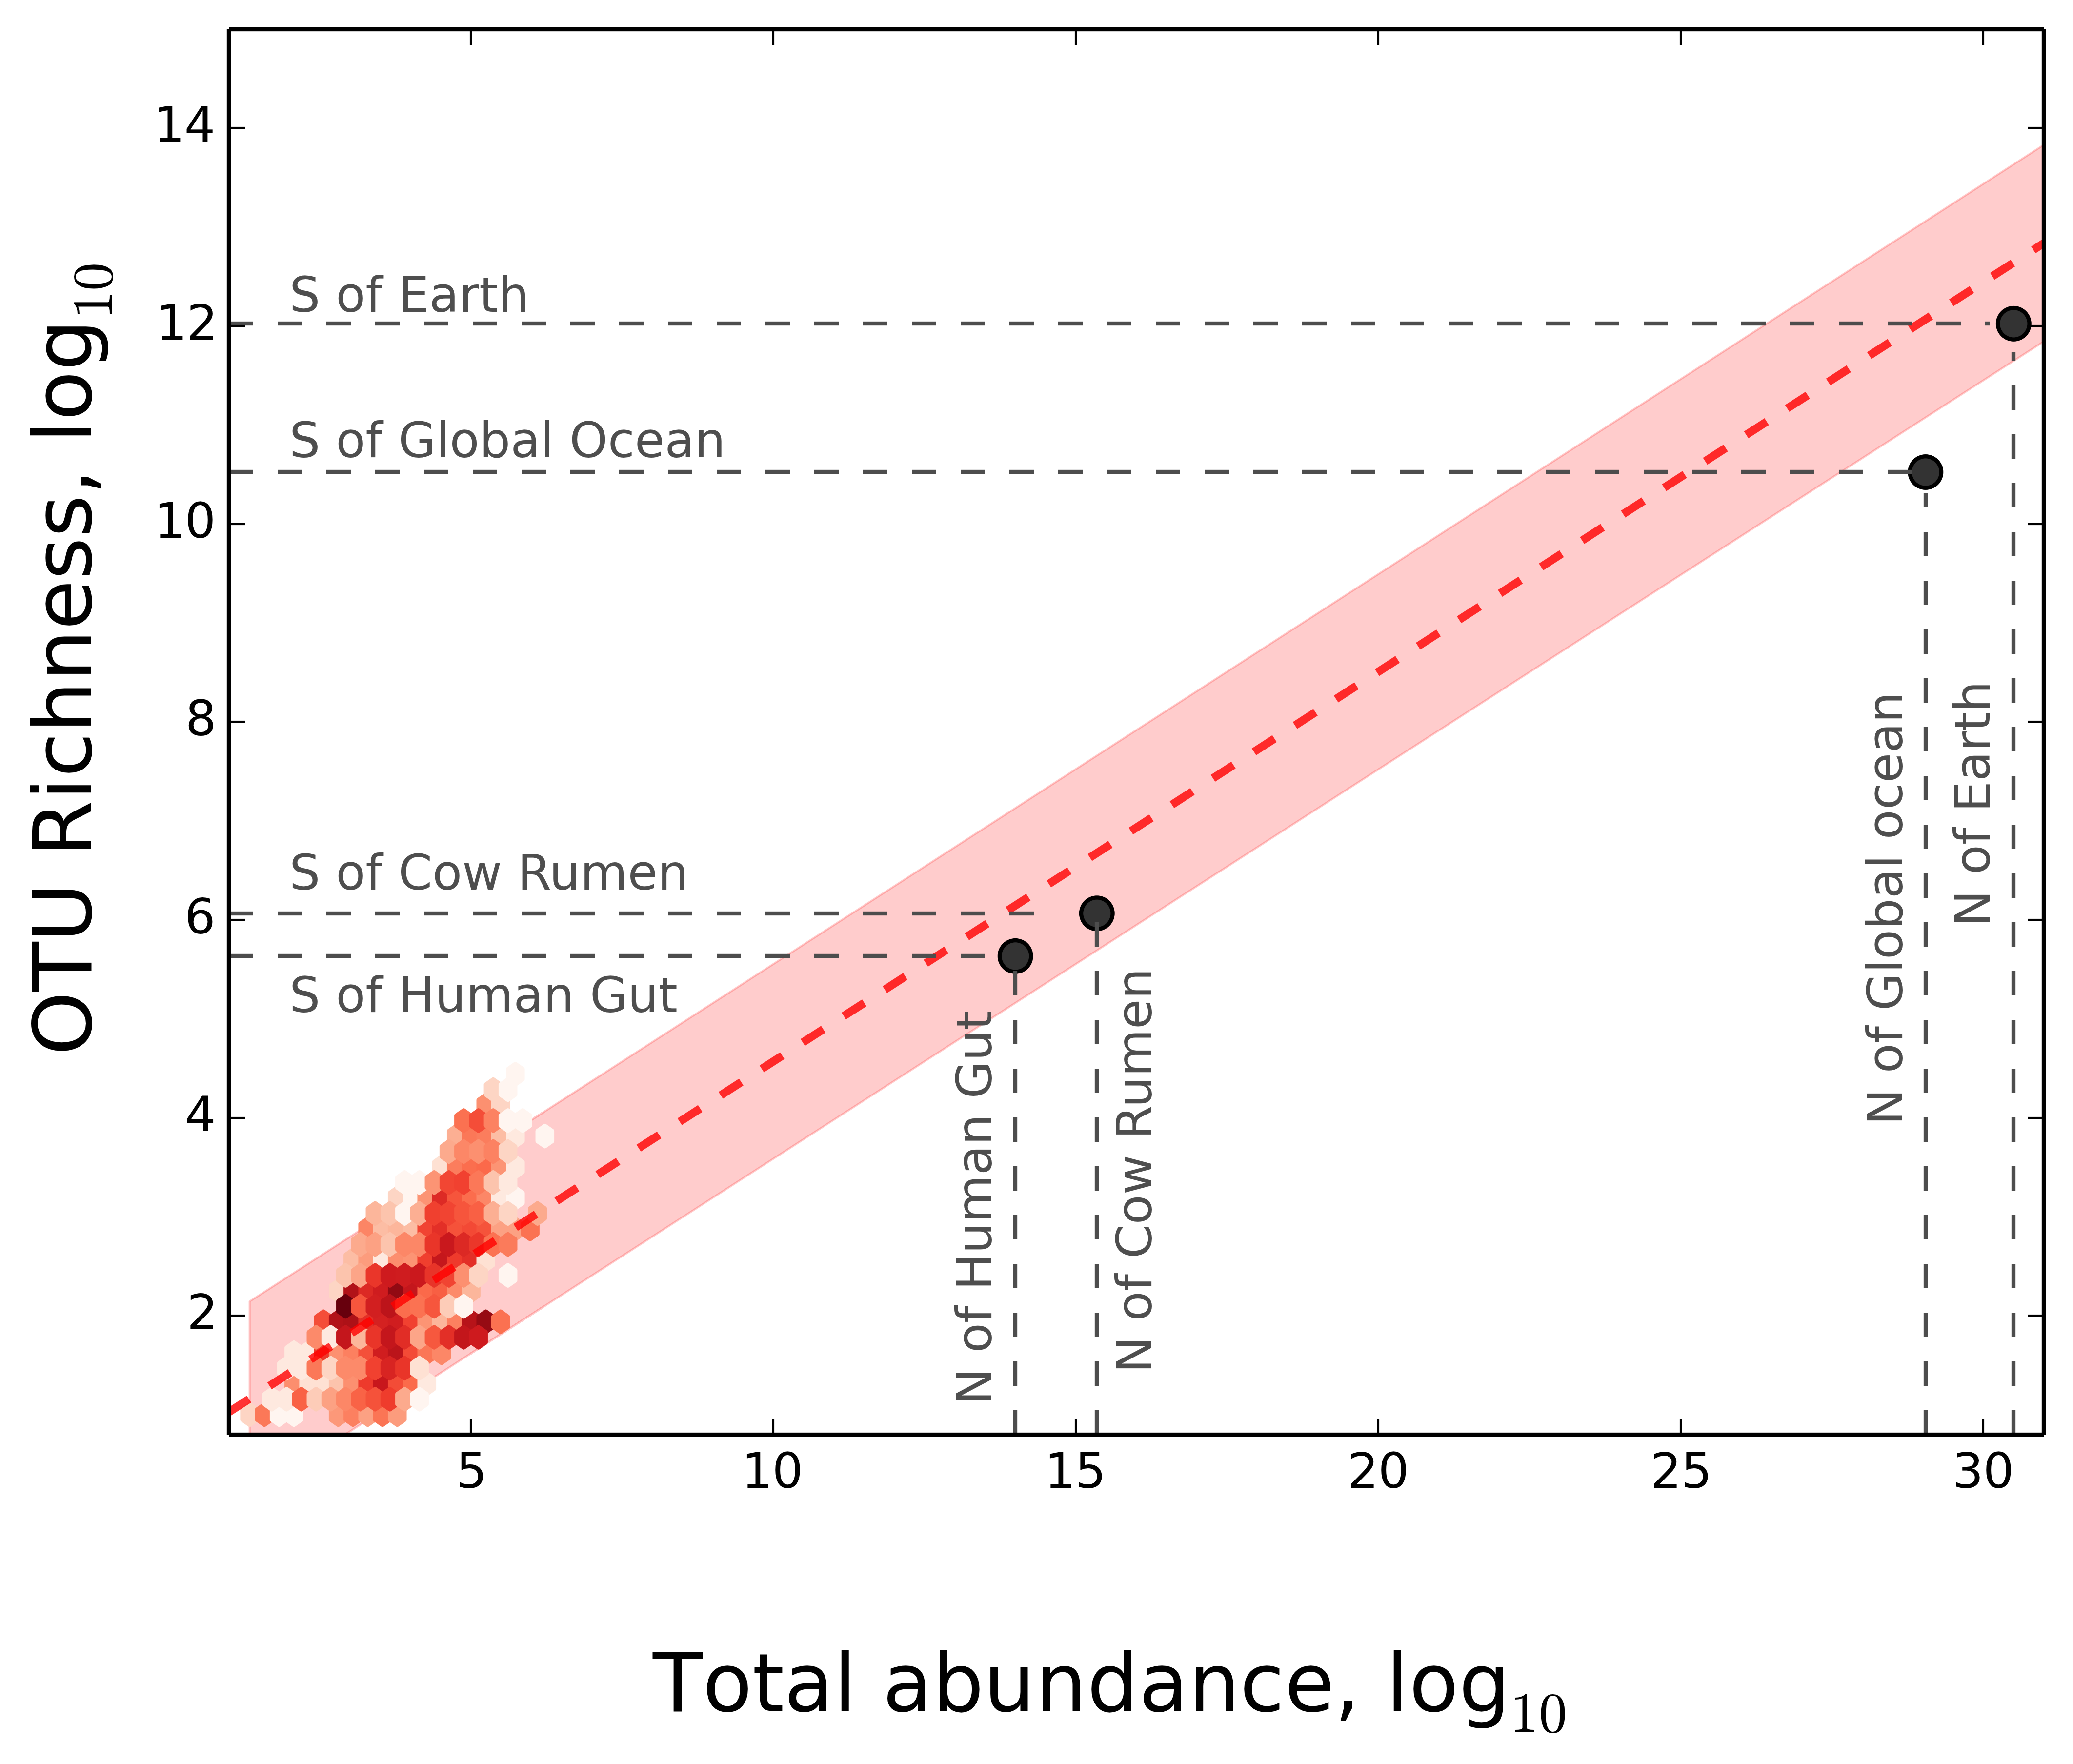 OTU Richness, log10
14
12
10
8
6
4
2
S of Earth
S of Global Ocean
S of Cow Rumen
S of Human Gut
N of Human Gut
N of Cow Rumen
N of Global ocean
N of Earth
5 10 15 20 25 30
Total abundance, log10